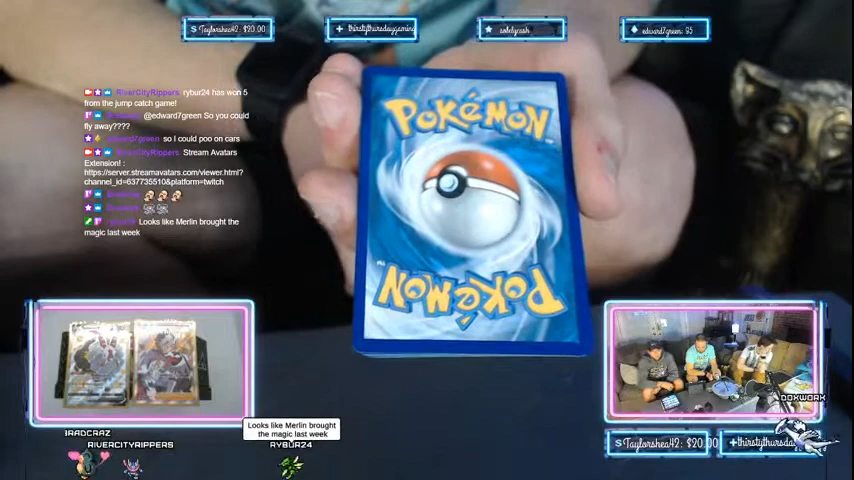 S Taylorshea42: $20.00
+ thirstythursdaygaming
solelycash
edward7green: $5
RiverCityRippers rybur24 has won 5
from the jump catch game!
@edward7green So you could
fly away????
so I could poo on cars
RiverCityRippers Stream Avatars
Extension! :
https://server.streamavatars.com/viewer.html?
channel_id=637735510&platform=twitch
Looks like Merlin brought the
magic last week
POKéMON
POKéMON
DOXWORK
IRADCRAZ
RIVERCITYRIPPERS
Looks like Merlin brought
the magic last week
RYBUR24
S Taylorshea42: $20.00
+thirstythursda